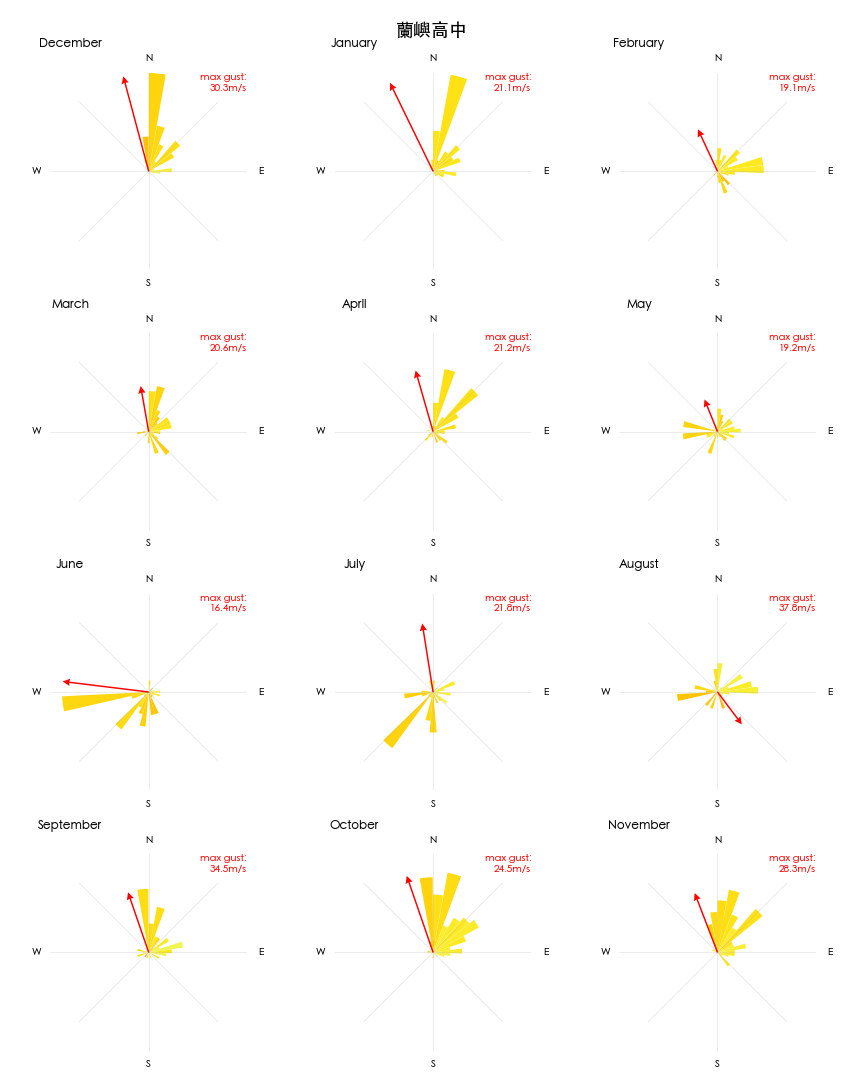 蘭嶼高中
December
N
max gust:
30.3m/s
W
E
S
January
N
max gust:
21.1m/s
W
E
S
February
N
max gust:
19.1m/s
W
E
S
March
N
max gust:
20.6m/s
W
E
S
April
N
max gust:
21.2m/s
W
E
S
May
N
max gust:
19.2m/s
W
E
S
June
N
max gust:
16.4m/s
W
E
S
July
N
max gust:
21.8m/s
W
E
S
August
N
max gust:
37.8m/s
W
E
S
September
N
max gust:
34.5m/s
W
E
S
October
N
max gust:
24.5m/s
W
E
S
November
N
max gust:
28.3m/s
W
E
S